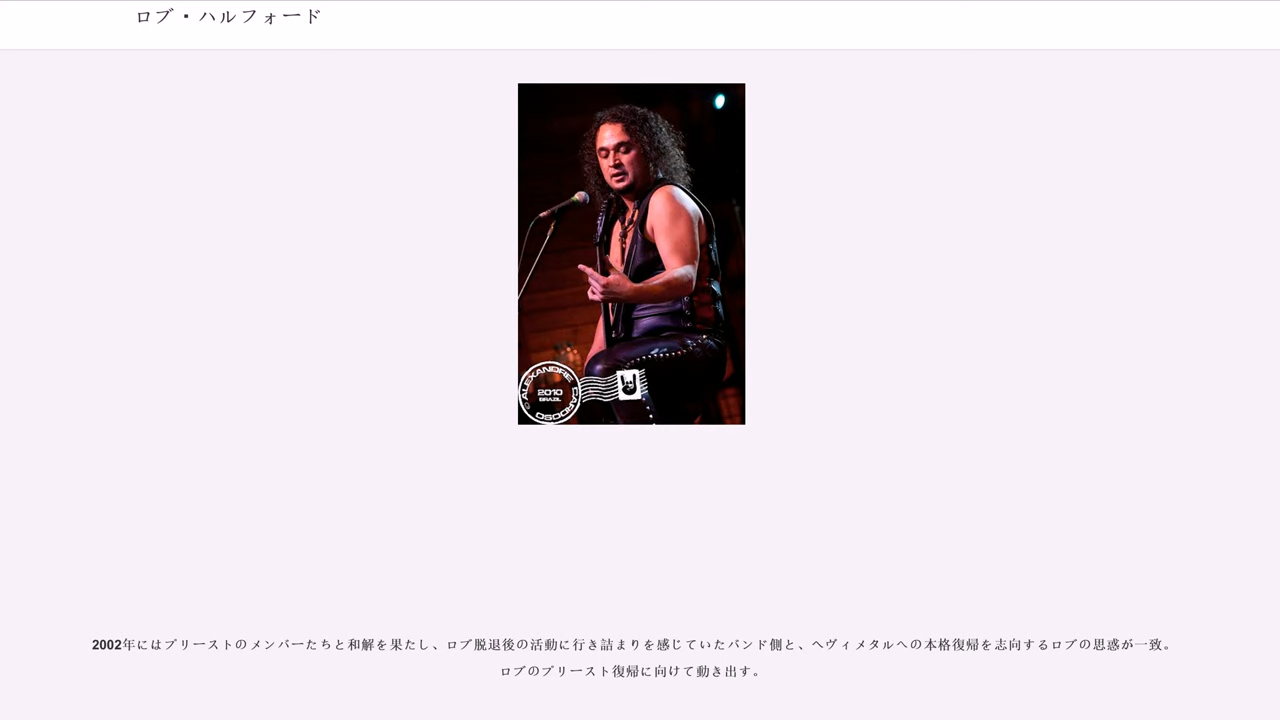 ロブ・ハルフォード
© ALEXANDRE CARDOSO
2010
BRAZIL
2002年にはプリーストのメンバーたちと和解を果たし、ロブ脱退後の活動に行き詰まりを感じていたバンド側と、ヘヴィメタルへの本格復帰を志向するロブの思惑が一致。
ロブのプリースト復帰に向けて動き出す。